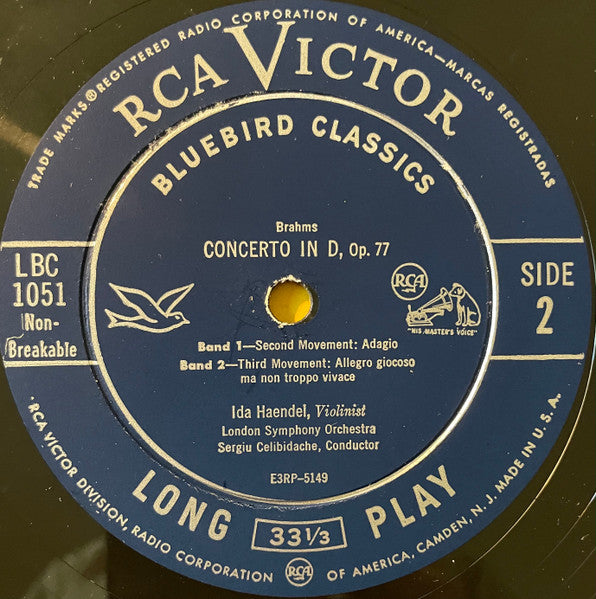 TRADE MARKS ® REGISTERED RADIO CORPORATION OF AMERICA—MARCAS REGISTRADAS
RCA VICTOR
BLUEBIRD CLASSICS
Brahms
CONCERTO IN D, Op. 77
LBC
1051
Non-
Breakable
RCA
"HIS MASTER'S VOICE"
SIDE
2
Band 1—Second Movement: Adagio
Band 2—Third Movement: Allegro giocoso
ma non troppo vivace
Ida Haendel, Violinist
London Symphony Orchestra
Sergiu Celibidache, Conductor
E3RP-5149
LONG 33⅓ PLAY
RCA VICTOR DIVISION, RADIO CORPORATION RCA OF AMERICA, CAMDEN, N. J. MADE IN U.S.A.